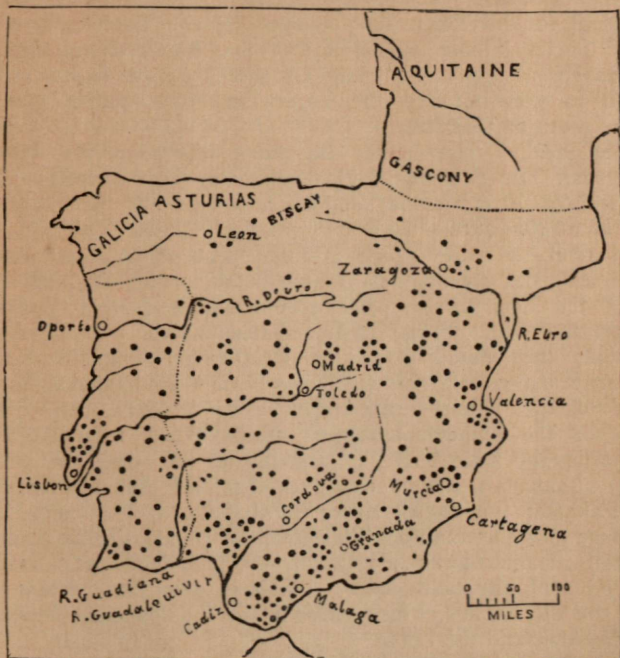 AQUITAINE
GASCONY
GALICIA
ASTURIAS
BISCAY
Leon
Zaragoza
R. DOURO
Oporto
R. Ebro
Madrid
Toledo
Valencia
Lisbon
Murcia
Cordova
Cartagena
Granada
R. Guadiana
R. Guadalquivir
Cadiz
Malaga
0 50 100
MILES